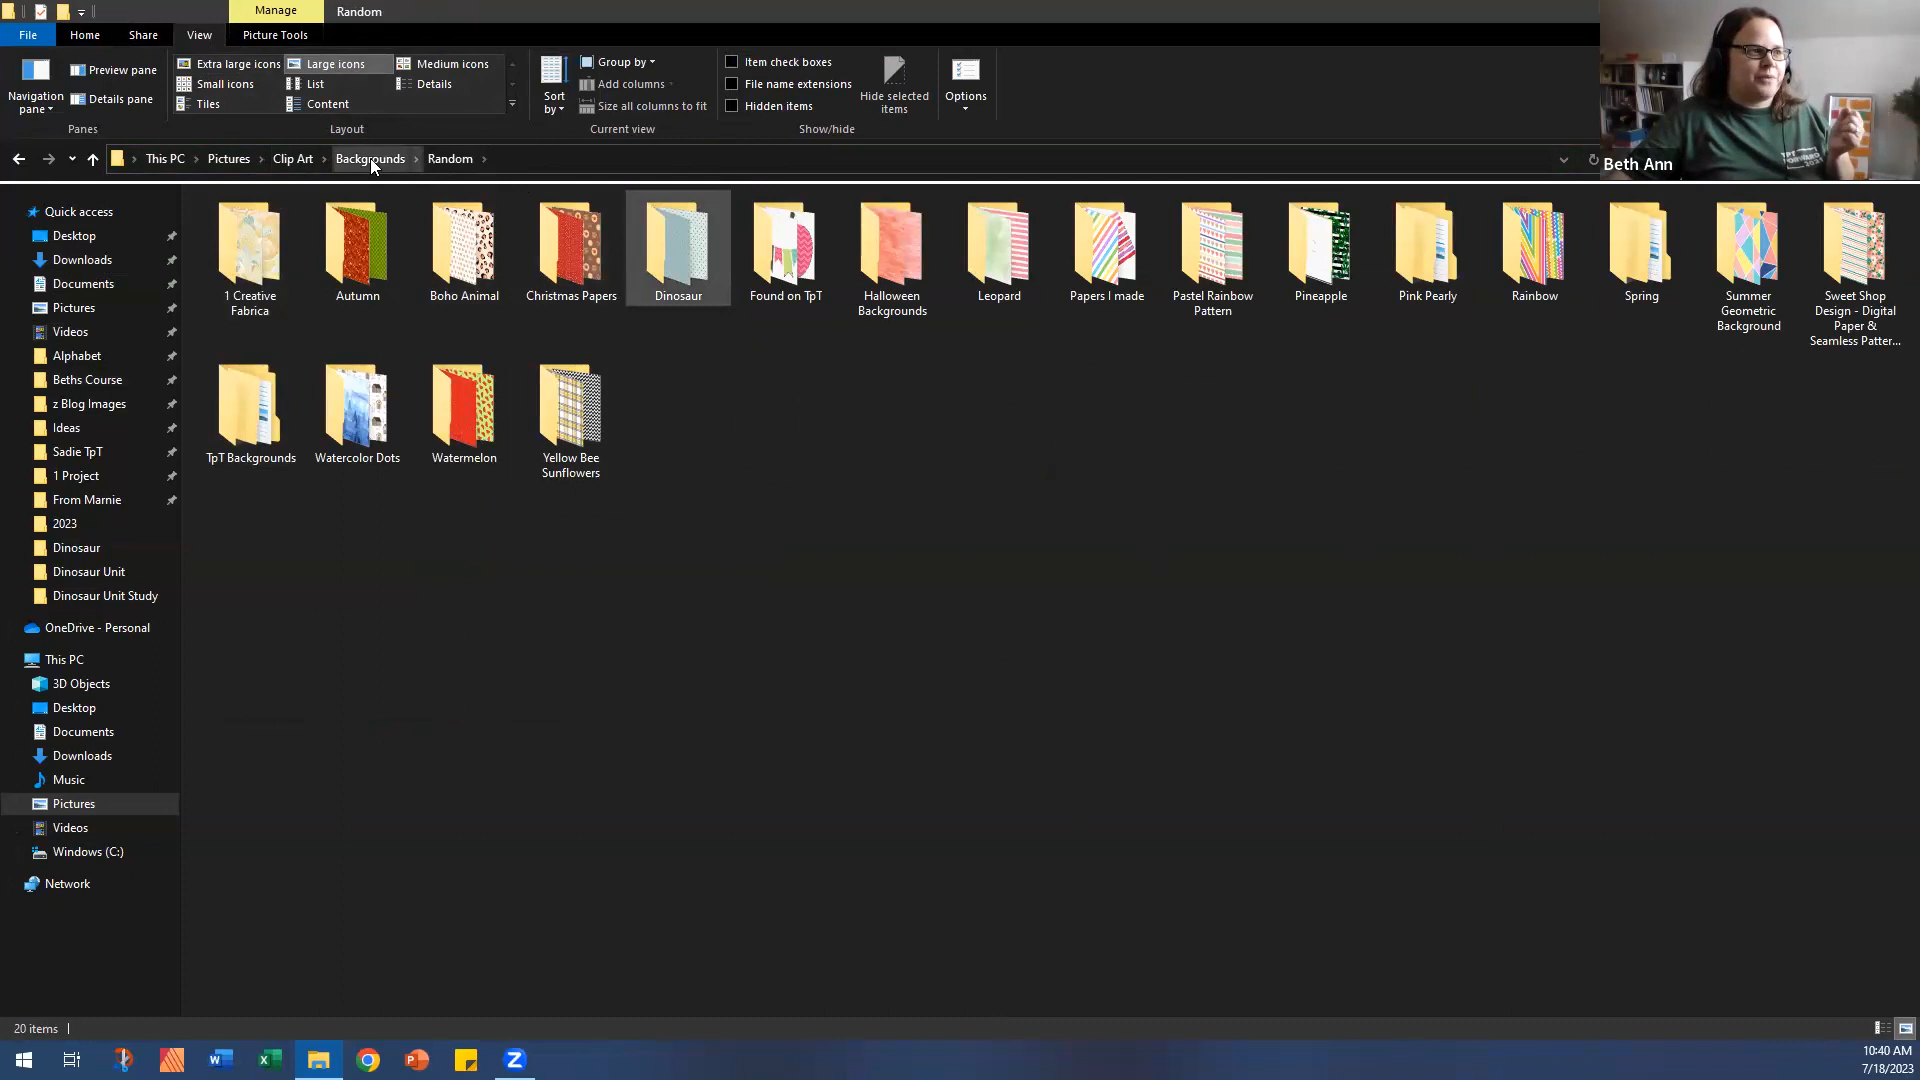 Manage
Random
File
Home
Share
View
Picture Tools
Navigation pane
Preview pane
Details pane
Panes
Extra large icons
Large icons
Medium icons
Small icons
List
Details
Tiles
Content
Layout
Sort by
Group by
Add columns
Size all columns to fit
Current view
Item check boxes
File name extensions
Hidden items
Hide selected items
Show/hide
Options
This PC
Pictures
Clip Art
Backgrounds
Random
TPT
FORWARD
Beth Ann
Quick access
Desktop
Downloads
Documents
Pictures
Videos
Alphabet
Beths Course
z Blog Images
Ideas
Sadie TpT
1 Project
From Marnie
2023
Dinosaur
Dinosaur Unit
Dinosaur Unit Study
OneDrive - Personal
This PC
3D Objects
Desktop
Documents
Downloads
Music
Pictures
Videos
Windows (C:)
Network
1 Creative Fabrica
Autumn
Boho Animal
Christmas Papers
Dinosaur
Found on TpT
Halloween Backgrounds
Leopard
Papers I made
Pastel Rainbow Pattern
Pineapple
Pink Pearly
Rainbow
Spring
Summer Geometric Background
Sweet Shop Design - Digital Paper & Seamless Patter...
TpT Backgrounds
Watercolor Dots
Watermelon
Yellow Bee Sunflowers
20 items
10:40 AM
7/18/2023